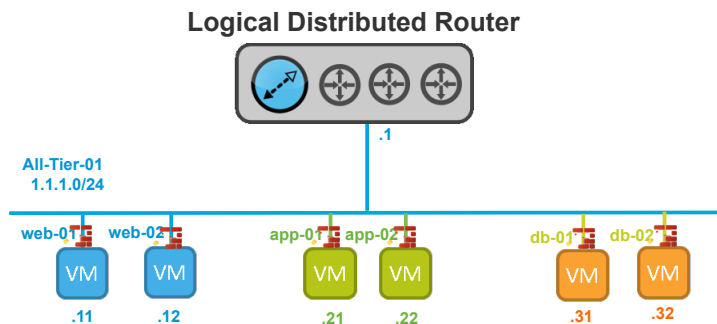 Logical Distributed Router
.1
All-Tier-01
1.1.1.0/24
web-01 web-02 app-01 app-02 db-01 db-02
VM VM VM VM VM VM
.11 .12 .21 .22 .31 .32